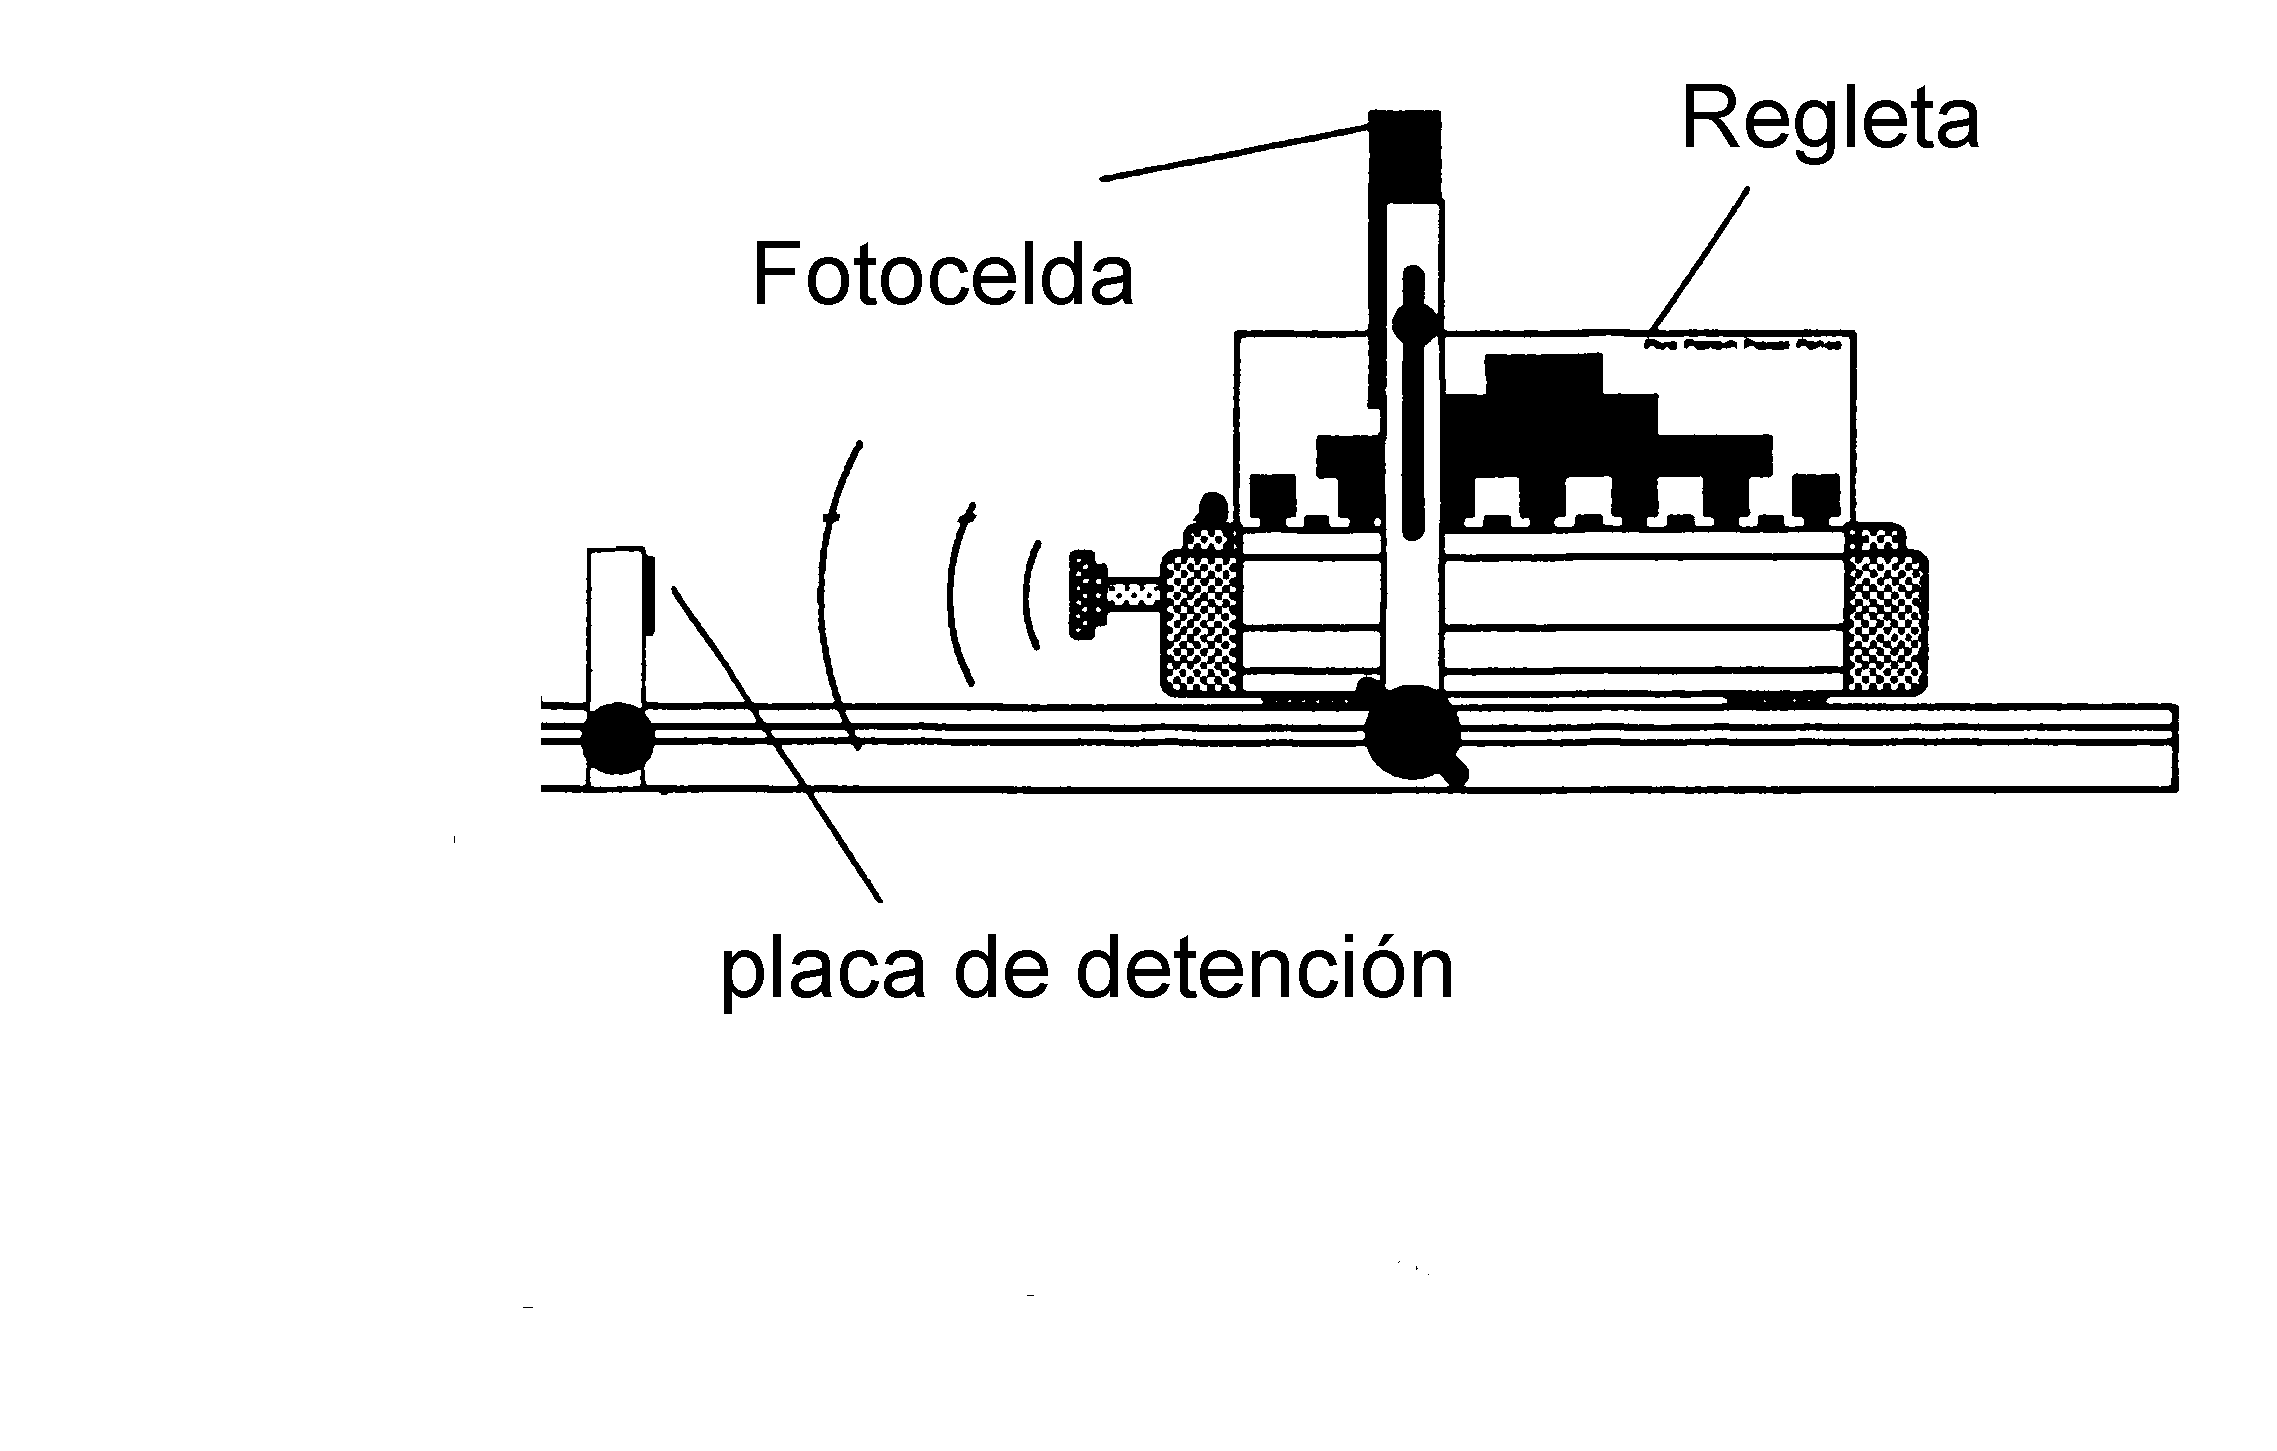 Regleta
Fotocelda
placa de detención